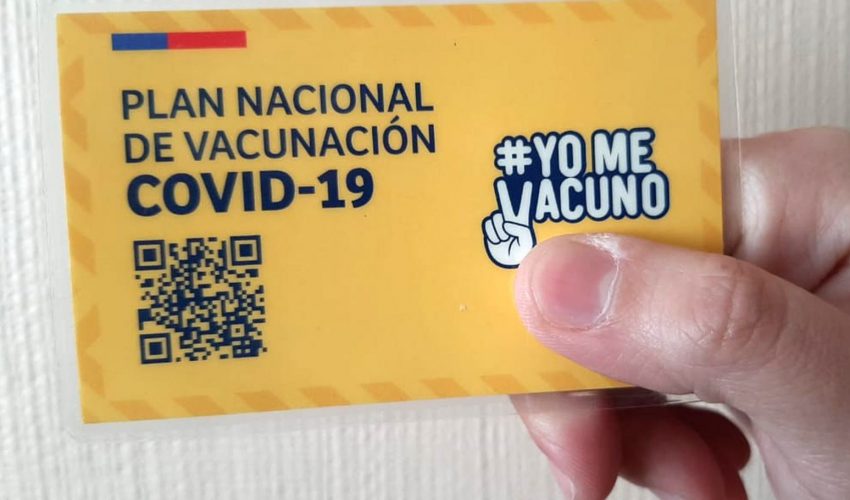 PLAN NACIONAL
DE VACUNACIÓN
COVID-19
#YO ME
VACUNO